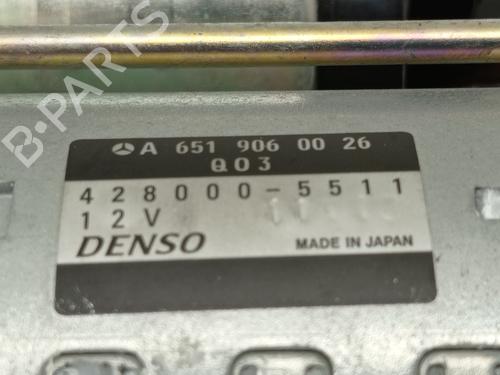 B-PARTS
A 651 906 00 26
Q03
428000-5511
12V
DENSO MADE IN JAPAN